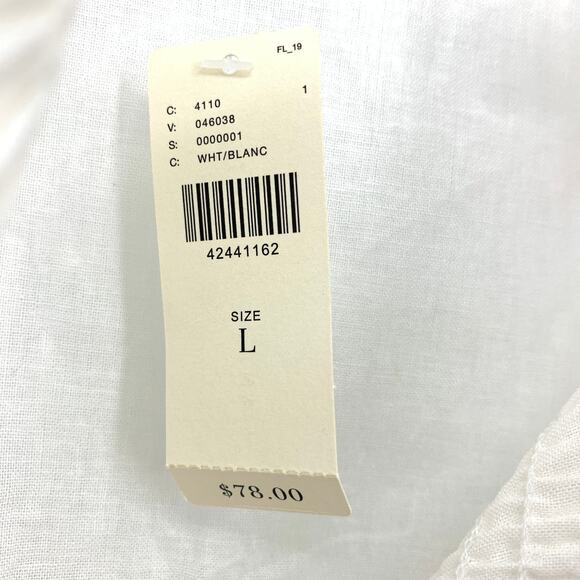 FL_19
1
C: 4110
V: 046038
S: 0000001
C: WHT/BLANC
42441162
SIZE
L
$78.00